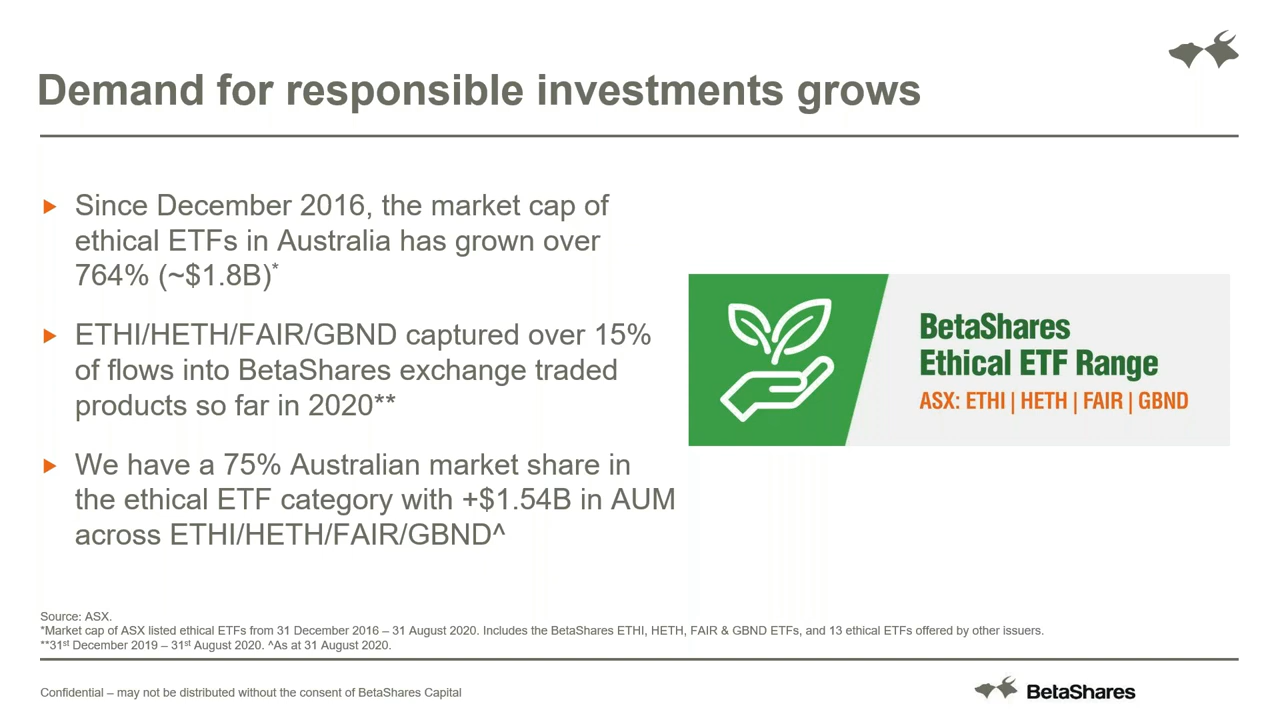 Demand for responsible investments grows
Since December 2016, the market cap of
ethical ETFs in Australia has grown over
764% (~$1.8B)*
ETHI/HETH/FAIR/GBND captured over 15%
of flows into BetaShares exchange traded
products so far in 2020**
We have a 75% Australian market share in
the ethical ETF category with +$1.54B in AUM
across ETHI/HETH/FAIR/GBND^
BetaShares
Ethical ETF Range
ASX: ETHI | HETH | FAIR | GBND
Source: ASX.
*Market cap of ASX listed ethical ETFs from 31 December 2016 – 31 August 2020. Includes the BetaShares ETHI, HETH, FAIR & GBND ETFs, and 13 ethical ETFs offered by other issuers.
**31st December 2019 – 31st August 2020. ^As at 31 August 2020.
Confidential – may not be distributed without the consent of BetaShares Capital
BetaShares